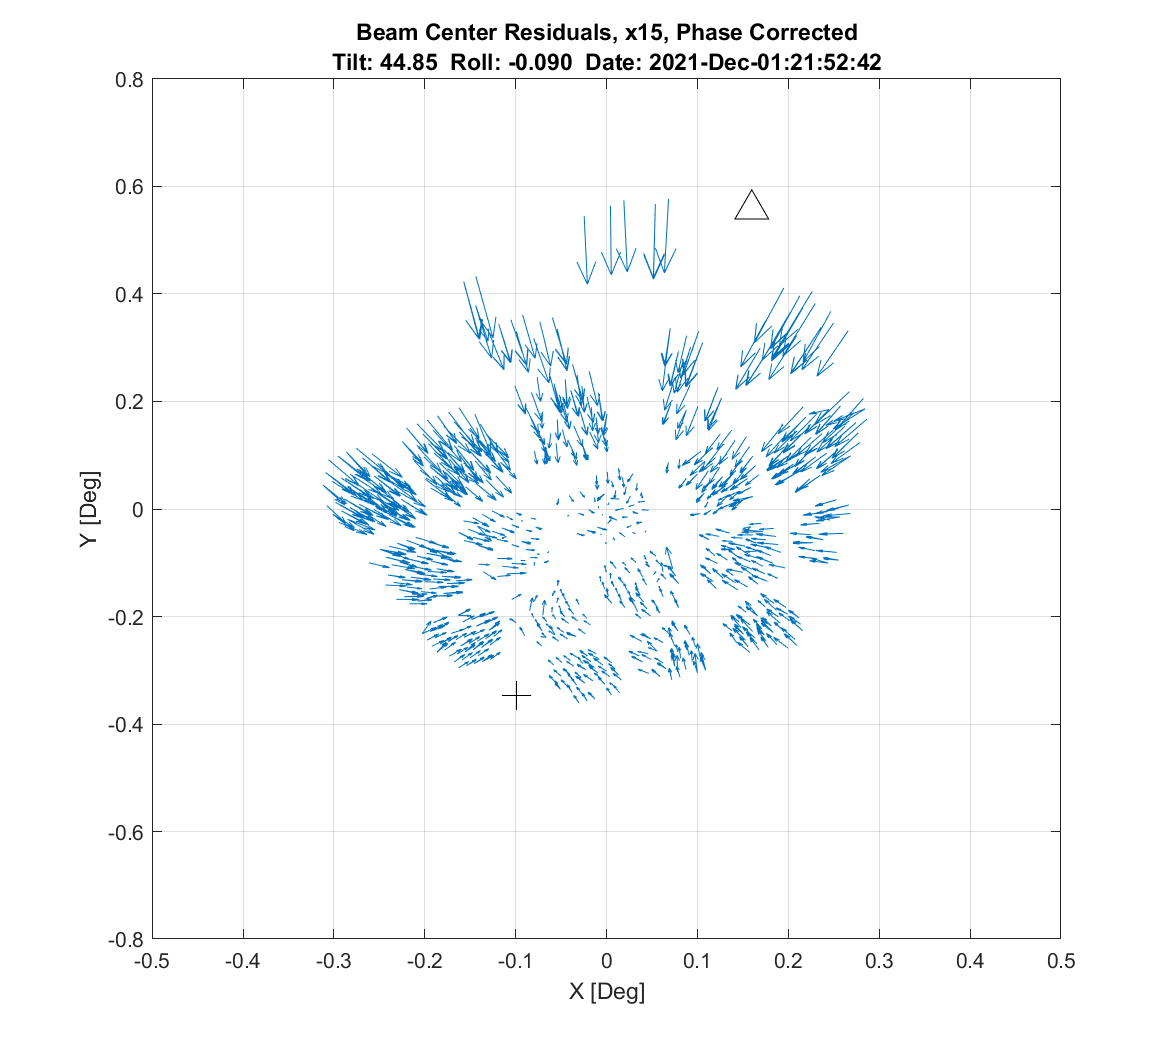 Beam Center Residuals, x15, Phase Corrected
Tilt: 44.85  Roll: -0.090  Date: 2021-Dec-01:21:52:42
0.8
0.6
0.4
0.2
0
-0.2
-0.4
-0.6
-0.8
Y [Deg]
-0.5 -0.4 -0.3 -0.2 -0.1 0 0.1 0.2 0.3 0.4 0.5
X [Deg]